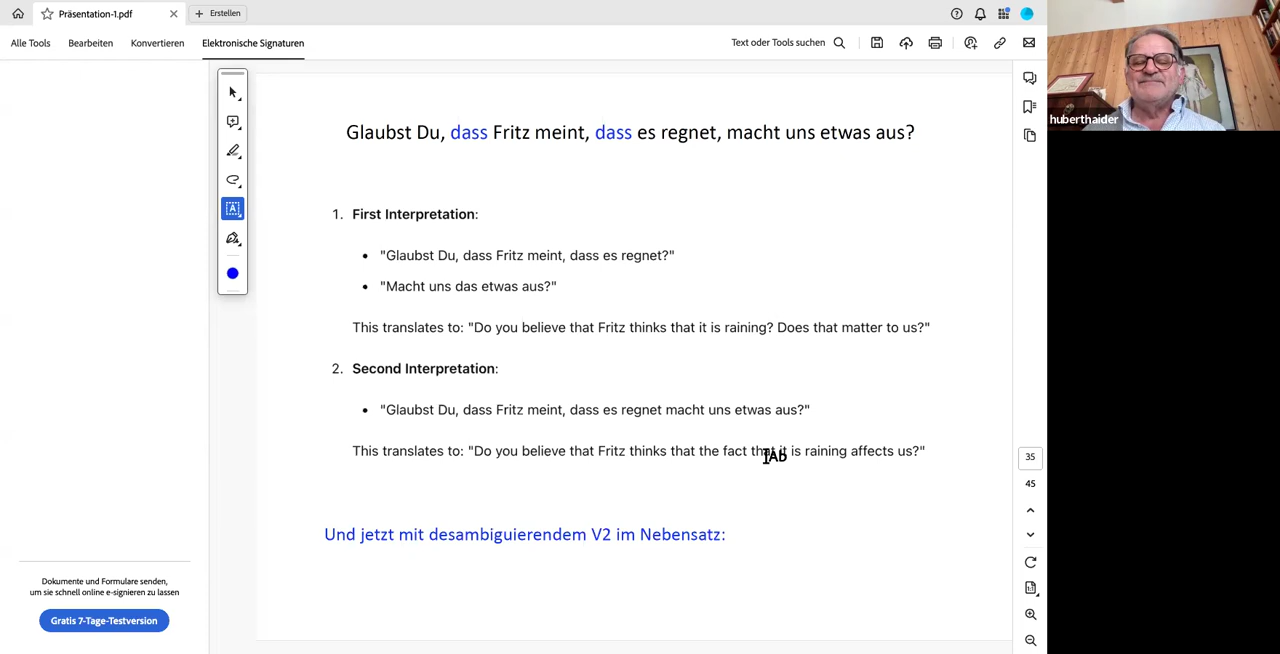 Präsentation-1.pdf
Erstellen
Alle Tools
Bearbeiten
Konvertieren
Elektronische Signaturen
Text oder Tools suchen
huberthaider
Glaubst Du, dass Fritz meint, dass es regnet, macht uns etwas aus?
1. First Interpretation:
• "Glaubst Du, dass Fritz meint, dass es regnet?"
• "Macht uns das etwas aus?"
This translates to: "Do you believe that Fritz thinks that it is raining? Does that matter to us?"
2. Second Interpretation:
• "Glaubst Du, dass Fritz meint, dass es regnet macht uns etwas aus?"
This translates to: "Do you believe that Fritz thinks that the fact that it is raining affects us?"
Und jetzt mit desambiguierendem V2 im Nebensatz:
35
45
Dokumente und Formulare senden,
um sie schnell online e-signieren zu lassen
Gratis 7-Tage-Testversion